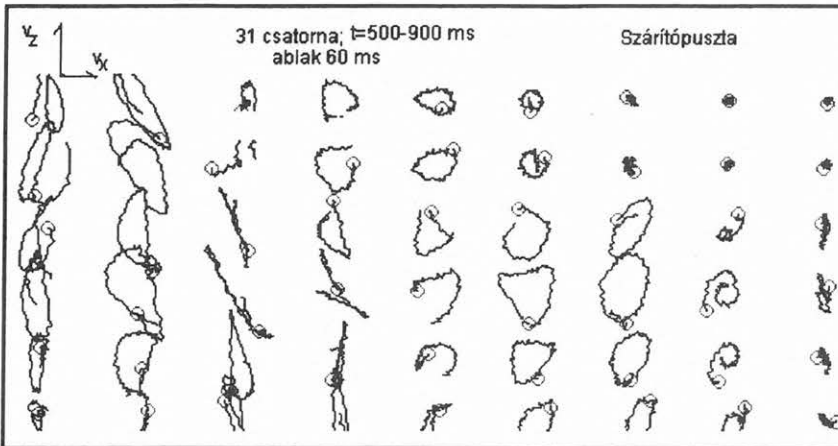 Vz
31 csatorna; t=500-900 ms
ablak 60 ms
Szárítópuszta
Vx